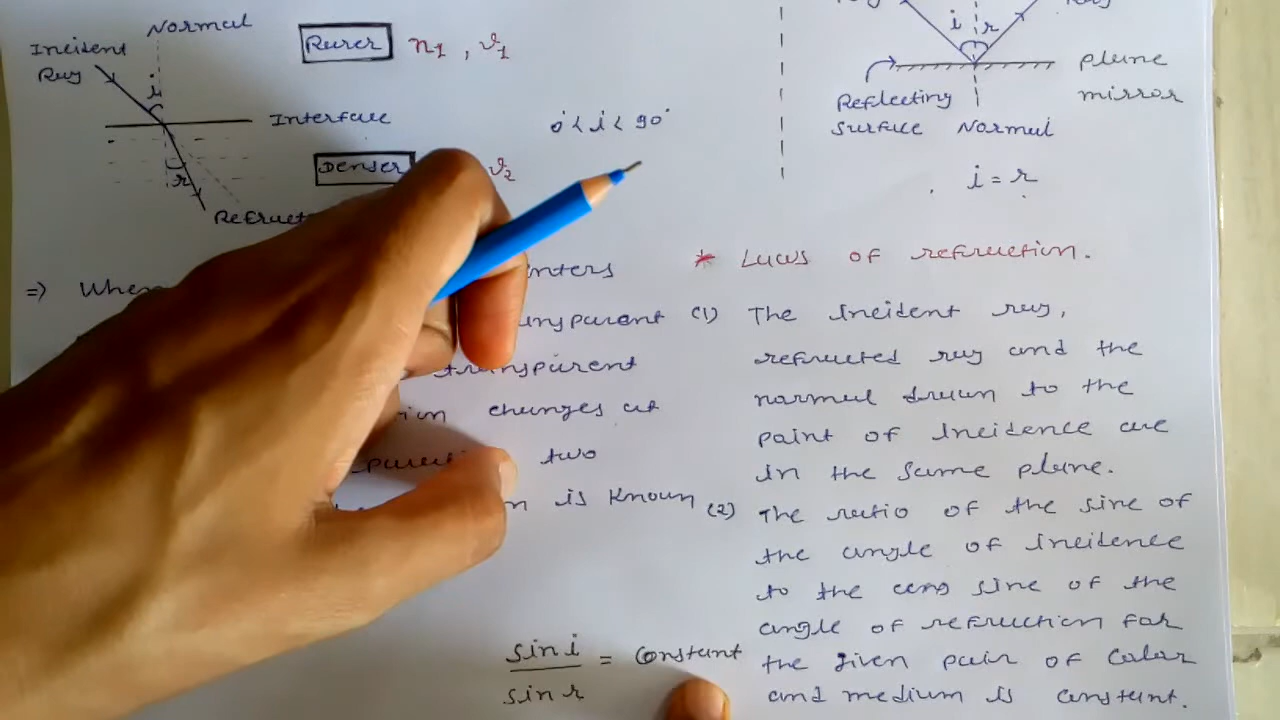 Normal
Incident
Ray
i
Rarer n1 , v1
Interface
0° < i < 90°
Denser v2
r
i r
plane
mirror
Reflecting
surface Normal
i = r
=>
transparent
changes at
two
is known
sin i / sin r = constant
* Laws of refraction.
(1) The incident ray,
refracted ray and the
normal drawn to the
point of incidence are
in the same plane.
(2) The ratio of the sine of
the angle of incidence
to the sine of the
angle of refraction for
the given pair of color
and medium is constant.